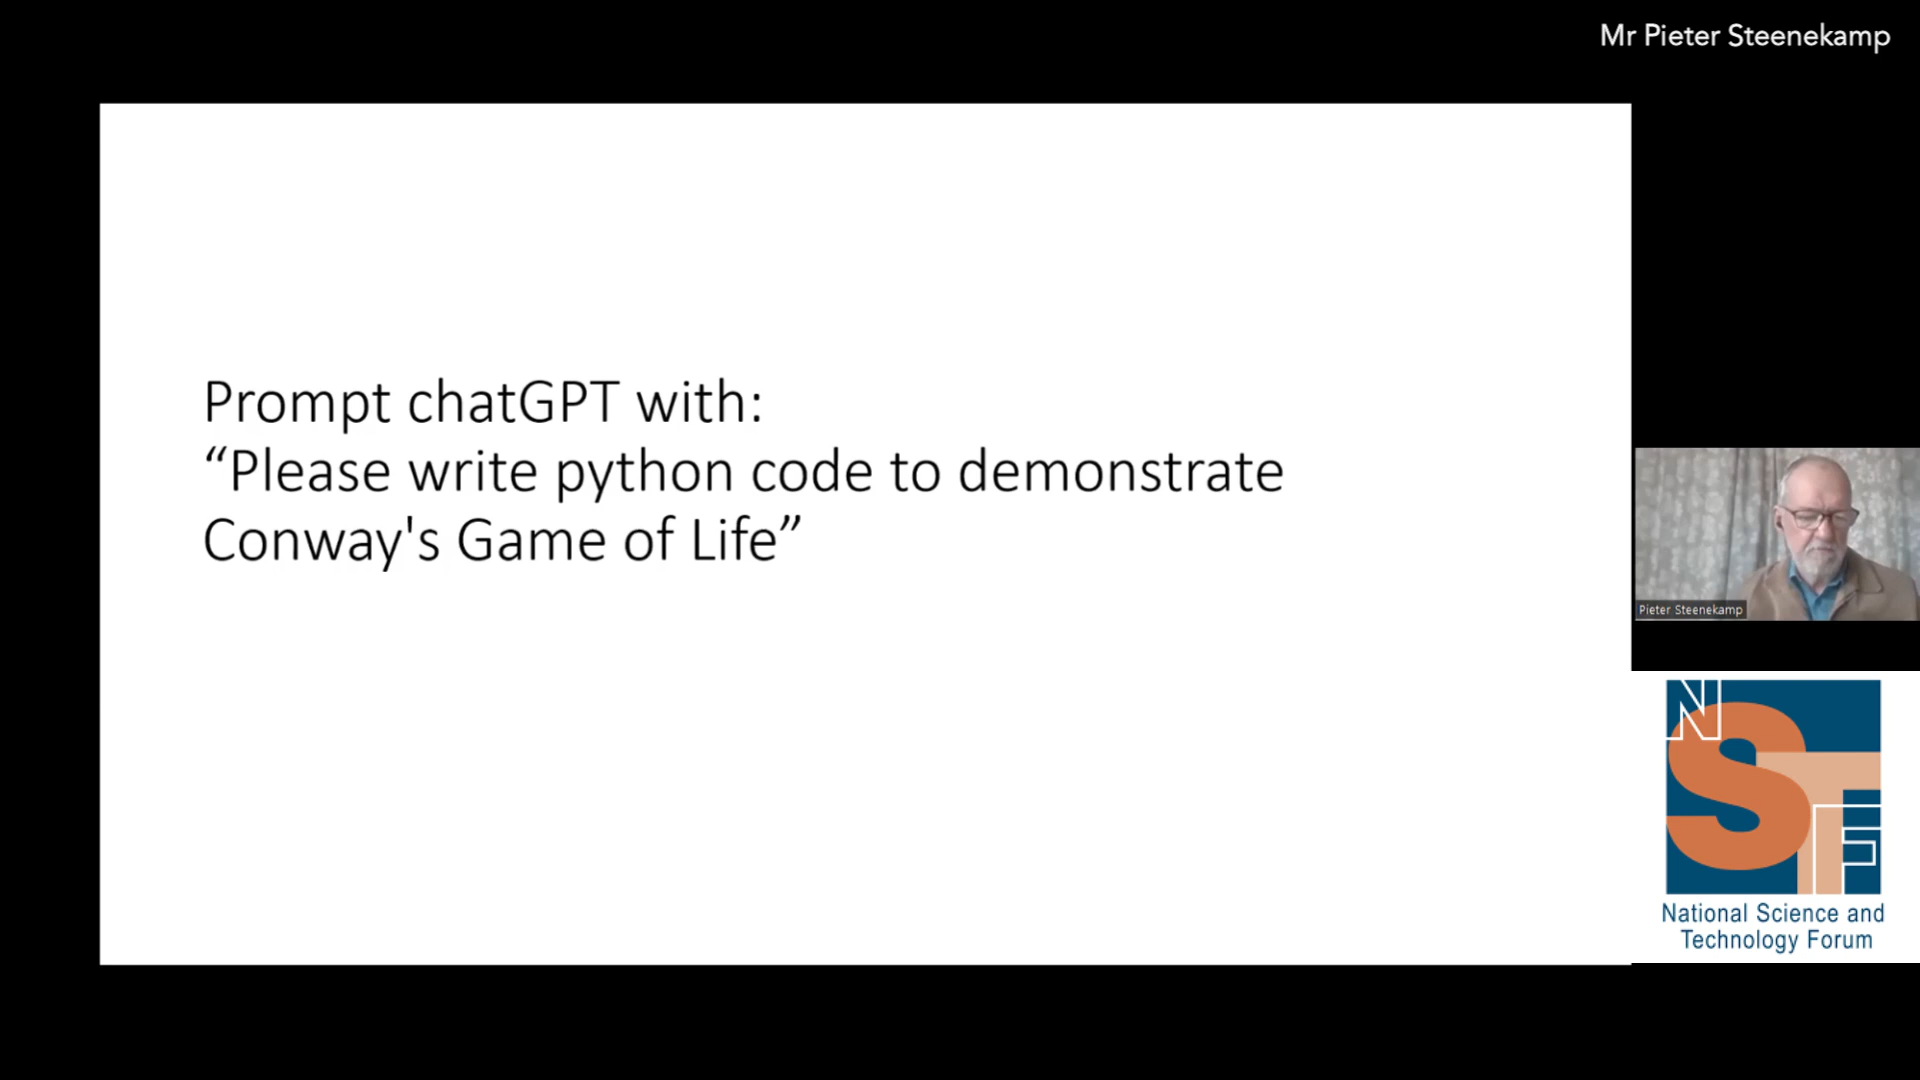 Mr Pieter Steenekamp
Prompt chatGPT with:
“Please write python code to demonstrate
Conway's Game of Life”
Pieter Steenekamp
NSTF
National Science and
Technology Forum